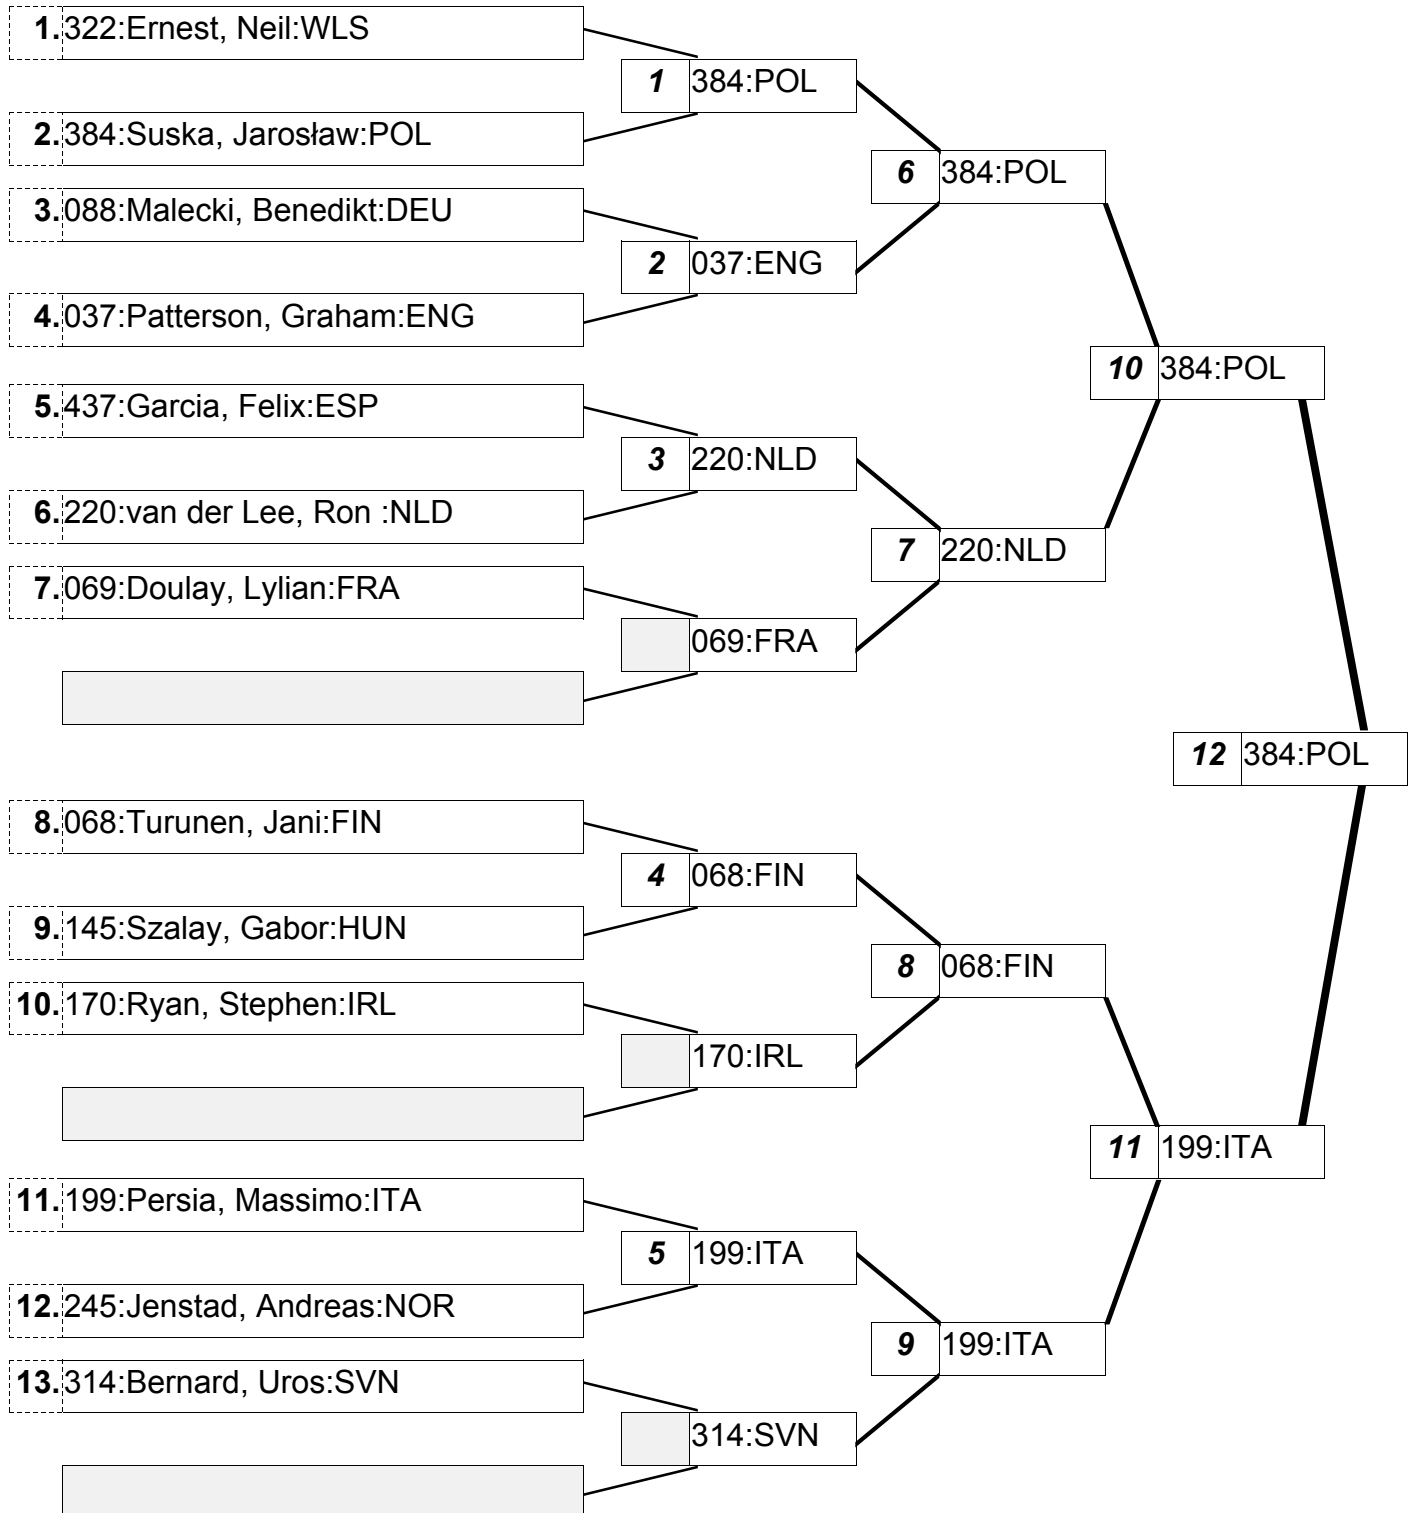 1. 322:Ernest, Neil:WLS
1 384:POL
2. 384:Suska, Jarosław:POL
6 384:POL
3. 088:Malecki, Benedikt:DEU
2 037:ENG
4. 037:Patterson, Graham:ENG
10 384:POL
5. 437:Garcia, Felix:ESP
3 220:NLD
6. 220:van der Lee, Ron :NLD
7 220:NLD
7. 069:Doulay, Lylian:FRA
069:FRA
12 384:POL
8. 068:Turunen, Jani:FIN
4 068:FIN
9. 145:Szalay, Gabor:HUN
8 068:FIN
10. 170:Ryan, Stephen:IRL
170:IRL
11 199:ITA
11. 199:Persia, Massimo:ITA
5 199:ITA
12. 245:Jenstad, Andreas:NOR
9 199:ITA
13. 314:Bernard, Uros:SVN
314:SVN